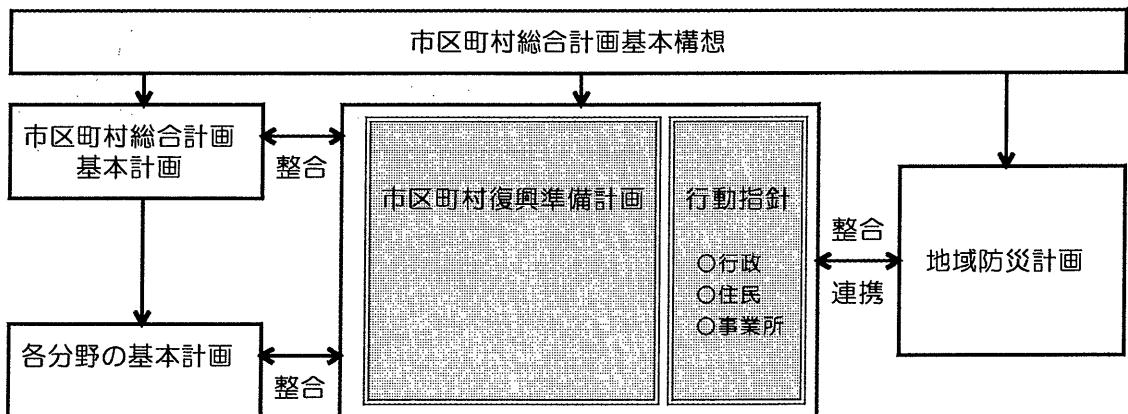 市区町村総合計画基本構想
市区町村総合計画
基本計画
整合
市区町村復興準備計画
行動指針
○行政
○住民
○事業所
整合
連携
地域防災計画
各分野の基本計画
整合